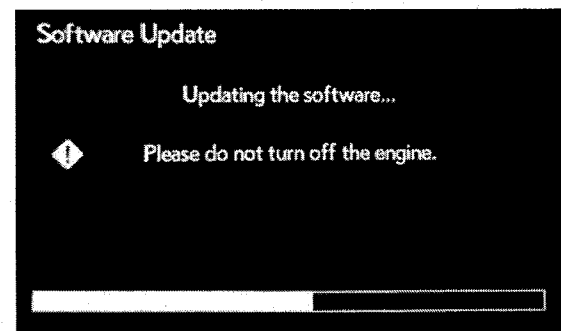 Software Update
Updating the software...
Please do not turn off the engine.